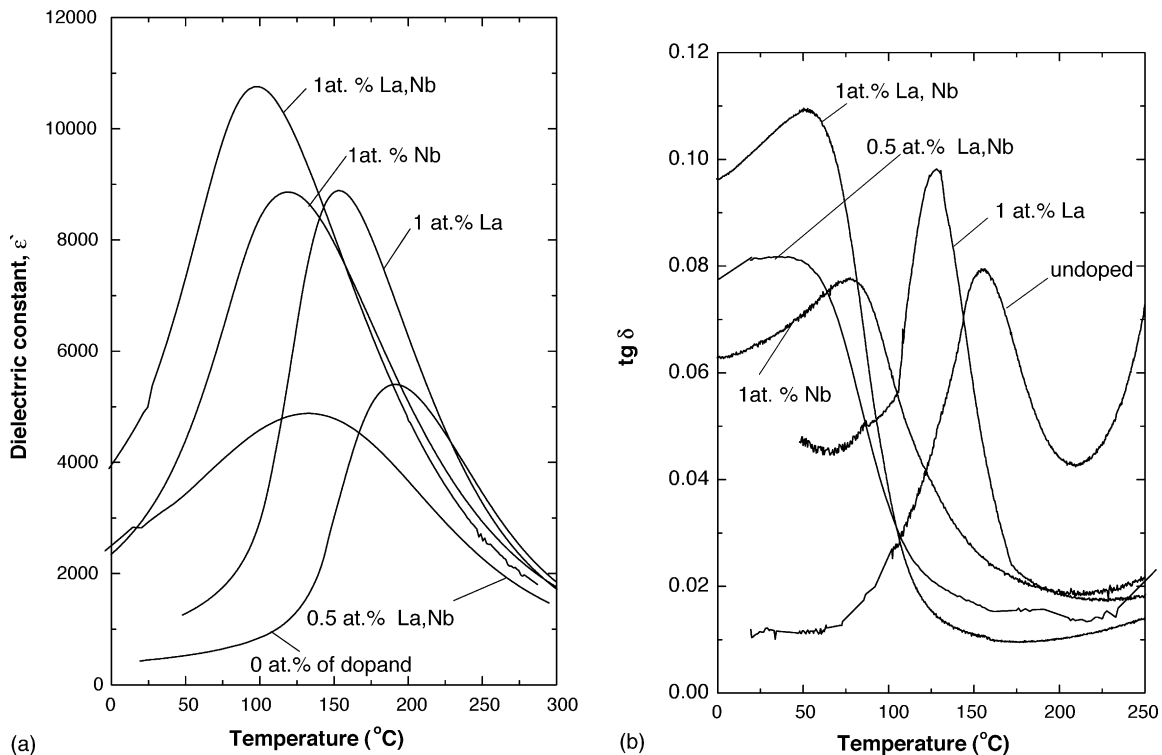 12000
10000
8000
6000
4000
2000
0
Dielectrric constant, ε`
1at. % La,Nb
1at. % Nb
1 at.% La
0.5 at.% La,Nb
0 at.% of dopand
0 50 100 150 200 250 300
Temperature (°C)
(a)
0.12
0.10
0.08
0.06
0.04
0.02
0.00
tg δ
1at.% La, Nb
0.5 at.% La,Nb
1 at.% La
undoped
1at. % Nb
0 50 100 150 200 250
Temperature (°C)
(b)